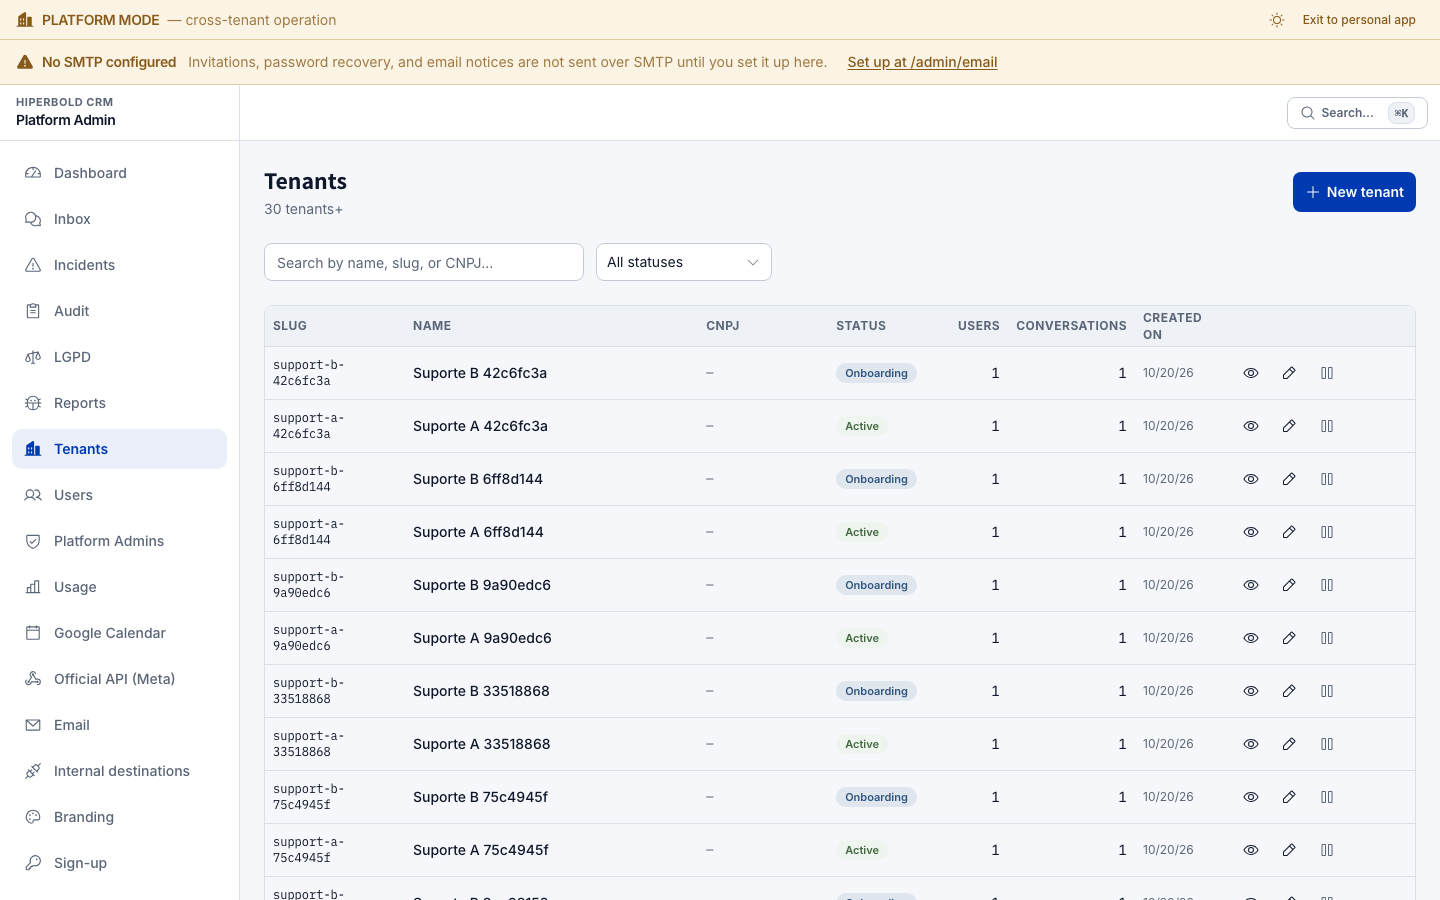 PLATFORM MODE — cross-tenant operation
Exit to personal app
No SMTP configured Invitations, password recovery, and email notices are not sent over SMTP until you set it up here. Set up at /admin/email
HIPERBOLD CRM
Platform Admin
Search... ⌘K
Dashboard
Inbox
Incidents
Audit
LGPD
Reports
Tenants
Users
Platform Admins
Usage
Google Calendar
Official API (Meta)
Email
Internal destinations
Branding
Sign-up
Tenants
30 tenants+
New tenant
Search by name, slug, or CNPJ...
All statuses
SLUG NAME CNPJ STATUS USERS CONVERSATIONS CREATED ON
support-b-42c6fc3a Suporte B 42c6fc3a – Onboarding 1 1 10/20/26
support-a-42c6fc3a Suporte A 42c6fc3a – Active 1 1 10/20/26
support-b-6ff8d144 Suporte B 6ff8d144 – Onboarding 1 1 10/20/26
support-a-6ff8d144 Suporte A 6ff8d144 – Active 1 1 10/20/26
support-b-9a90edc6 Suporte B 9a90edc6 – Onboarding 1 1 10/20/26
support-a-9a90edc6 Suporte A 9a90edc6 – Active 1 1 10/20/26
support-b-33518868 Suporte B 33518868 – Onboarding 1 1 10/20/26
support-a-33518868 Suporte A 33518868 – Active 1 1 10/20/26
support-b-75c4945f Suporte B 75c4945f – Onboarding 1 1 10/20/26
support-a-75c4945f Suporte A 75c4945f – Active 1 1 10/20/26
support-b-